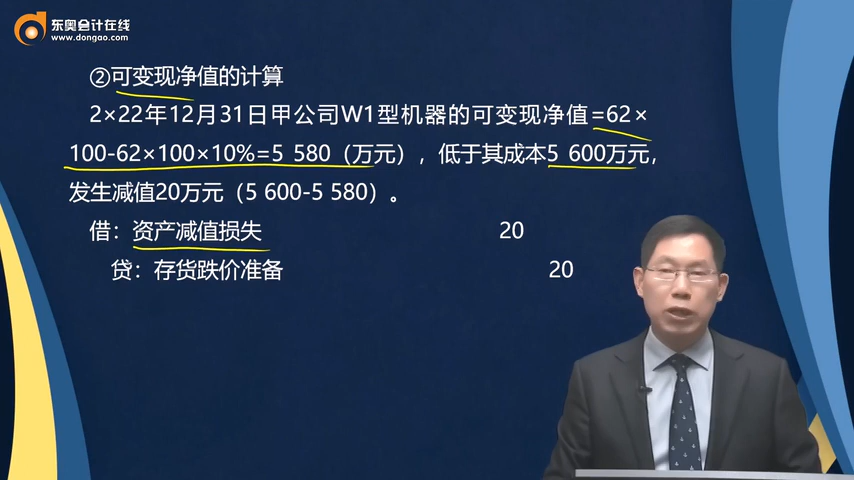 东奥会计在线
www.dongao.com
②可变现净值的计算
2×22年12月31日甲公司W1型机器的可变现净值=62×
100-62×100×10%=5 580（万元），低于其成本5 600万元，
发生减值20万元（5 600-5 580）。
借：资产减值损失 20
贷：存货跌价准备 20